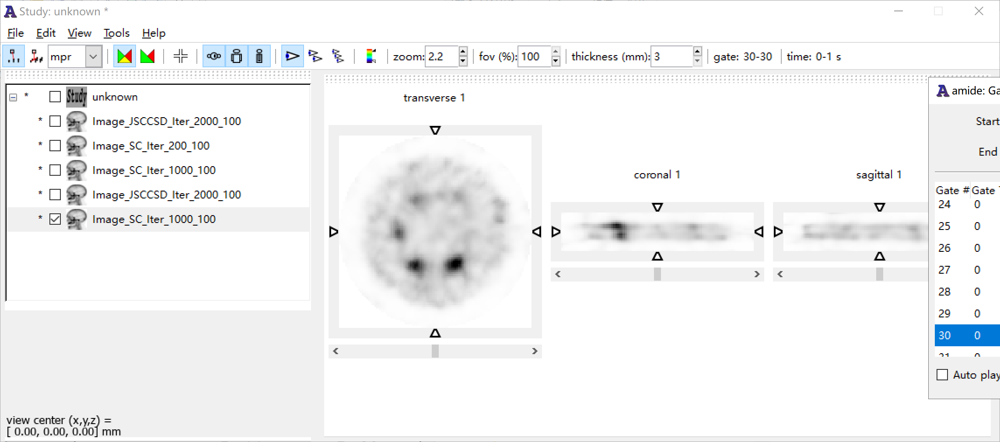 Study: unknown *
File Edit View Tools Help
mpr zoom: 2.2 fov (%): 100 thickness (mm): 3 gate: 30-30 time: 0-1 s
* Study unknown
* Image_JSCCSD_Iter_2000_100
* Image_SC_Iter_200_100
* Image_SC_Iter_1000_100
* Image_JSCCSD_Iter_2000_100
* Image_SC_Iter_1000_100
view center (x,y,z) =
[ 0.00, 0.00, 0.00] mm
transverse 1
coronal 1
sagittal 1
amide: Ga
Start
End
Gate # Gate
24 0
25 0
26 0
27 0
28 0
29 0
30 0
Auto play